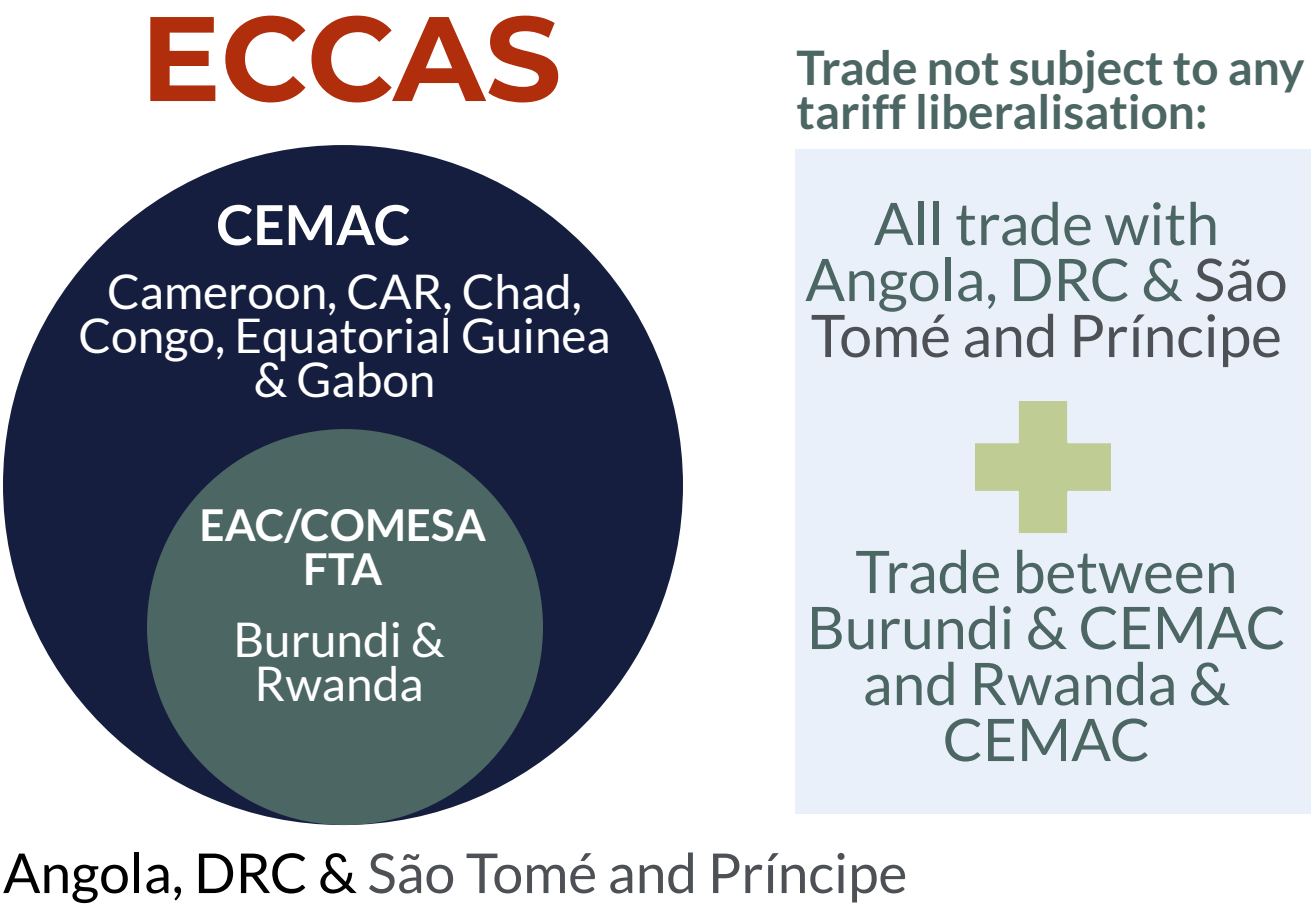 ECCAS
CEMAC
Cameroon, CAR, Chad,
Congo, Equatorial Guinea
& Gabon
EAC/COMESA
FTA
Burundi &
Rwanda
Angola, DRC & São Tomé and Príncipe
Trade not subject to any
tariff liberalisation:
All trade with
Angola, DRC & São
Tomé and Príncipe
Trade between
Burundi & CEMAC
and Rwanda &
CEMAC